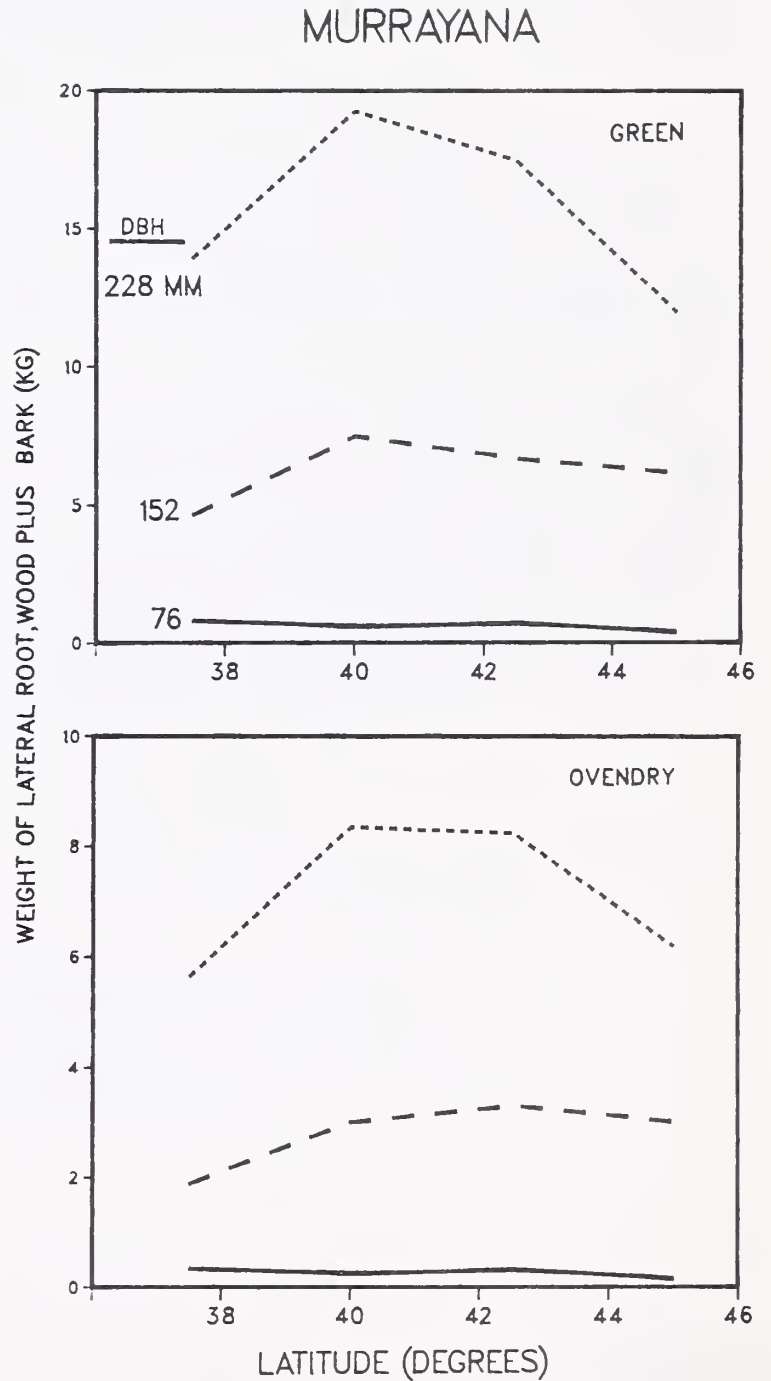 MURRAYANA
WEIGHT OF LATERAL ROOT,WOOD PLUS BARK (KG)
20
15
10
5
0
GREEN
DBH
228 MM
152
76
38 40 42 44 46
10
8
6
4
2
0
OVENDRY
38 40 42 44 46
LATITUDE (DEGREES)